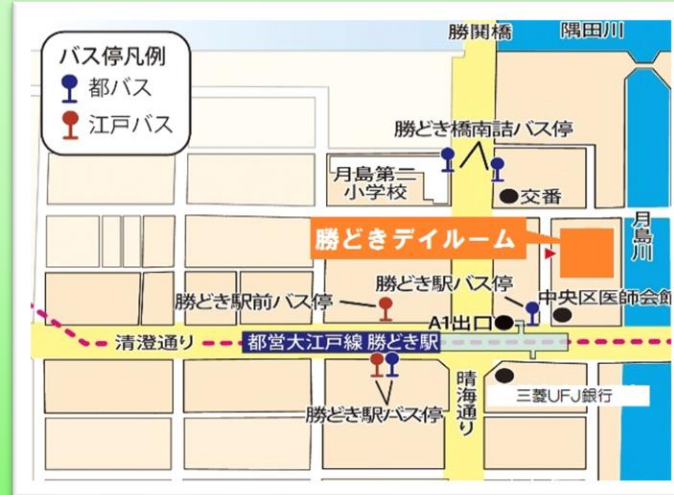 勝鬨橋
隅田川
バス停凡例
都バス
江戸バス
勝どき橋南詰バス停
月島第二
小学校
交番
月島川
勝どきデイルーム
勝どき駅バス停
中央区医師会館
勝どき駅前バス停
A1出口
清澄通り
都営大江戸線 勝どき駅
晴海通り
三菱UFJ銀行
勝どき駅バス停